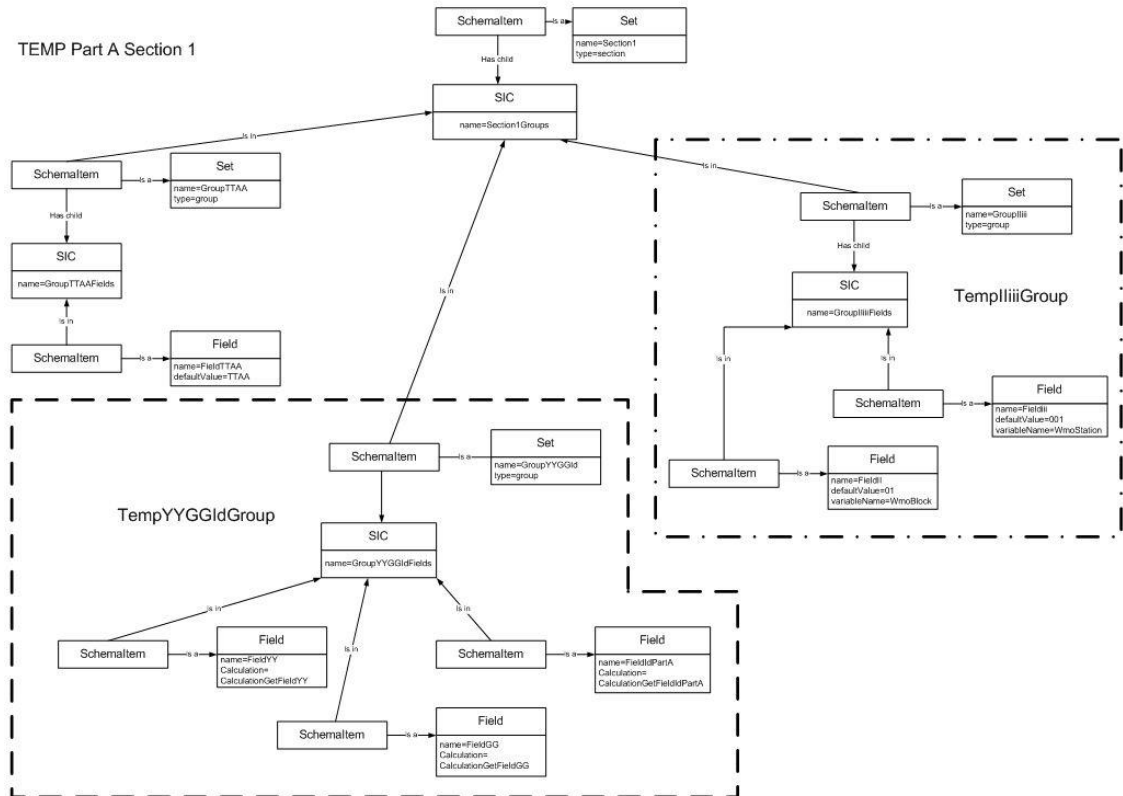 TEMP Part A Section 1
SchemaItem
Is a
Set
name=Section1
type=section
Has child
SIC
name=Section1Groups
Is in
Is in
Is in
SchemaItem
Is a
Set
name=GroupTTAA
type=group
Has child
SIC
name=GroupTTAAFields
Is in
SchemaItem
Is a
Field
name=FieldTTAA
defaultValue=TTAA
SchemaItem
Is a
Set
name=GroupIIiii
type=group
Has child
SIC
name=GroupIIiiiFields
TempIIiiiGroup
Is in
Is in
SchemaItem
Is a
Field
name=Fieldiii
defaultValue=001
variableName=WmoStation
SchemaItem
Is a
Field
name=FieldII
defaultValue=01
variableName=WmoBlock
SchemaItem
Is a
Set
name=GroupYYGGId
type=group
TempYYGGIdGroup
SIC
name=GroupYYGGIdFields
Is in
Is in
Is in
SchemaItem
Is a
Field
name=FieldYY
Calculation=
CalculationGetFieldYY
SchemaItem
Is a
Field
name=FieldIdPartA
Calculation=
CalculationGetFieldIdPartA
SchemaItem
Is a
Field
name=FieldGG
Calculation=
CalculationGetFieldGG